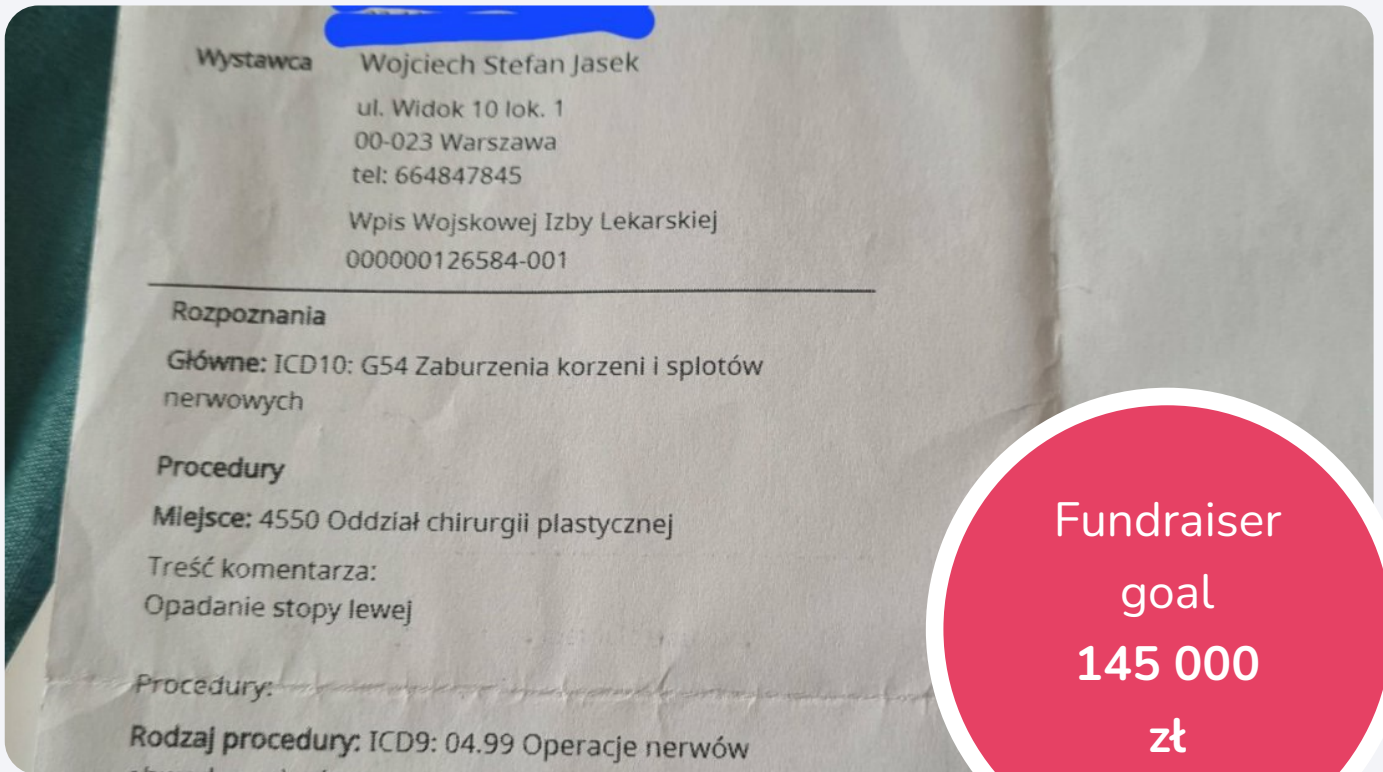 Wystawca Wojciech Stefan Jasek
ul. Widok 10 lok. 1
00-023 Warszawa
tel: 664847845
Wpis Wojskowej Izby Lekarskiej
000000126584-001
Rozpoznania
Główne: ICD10: G54 Zaburzenia korzeni i splotów
nerwowych
Procedury
Miejsce: 4550 Oddział chirurgii plastycznej
Treść komentarza:
Opadanie stopy lewej
Procedury:
Rodzaj procedury: ICD9: 04.99 Operacje nerwów
Fundraiser
goal
145 000
zł